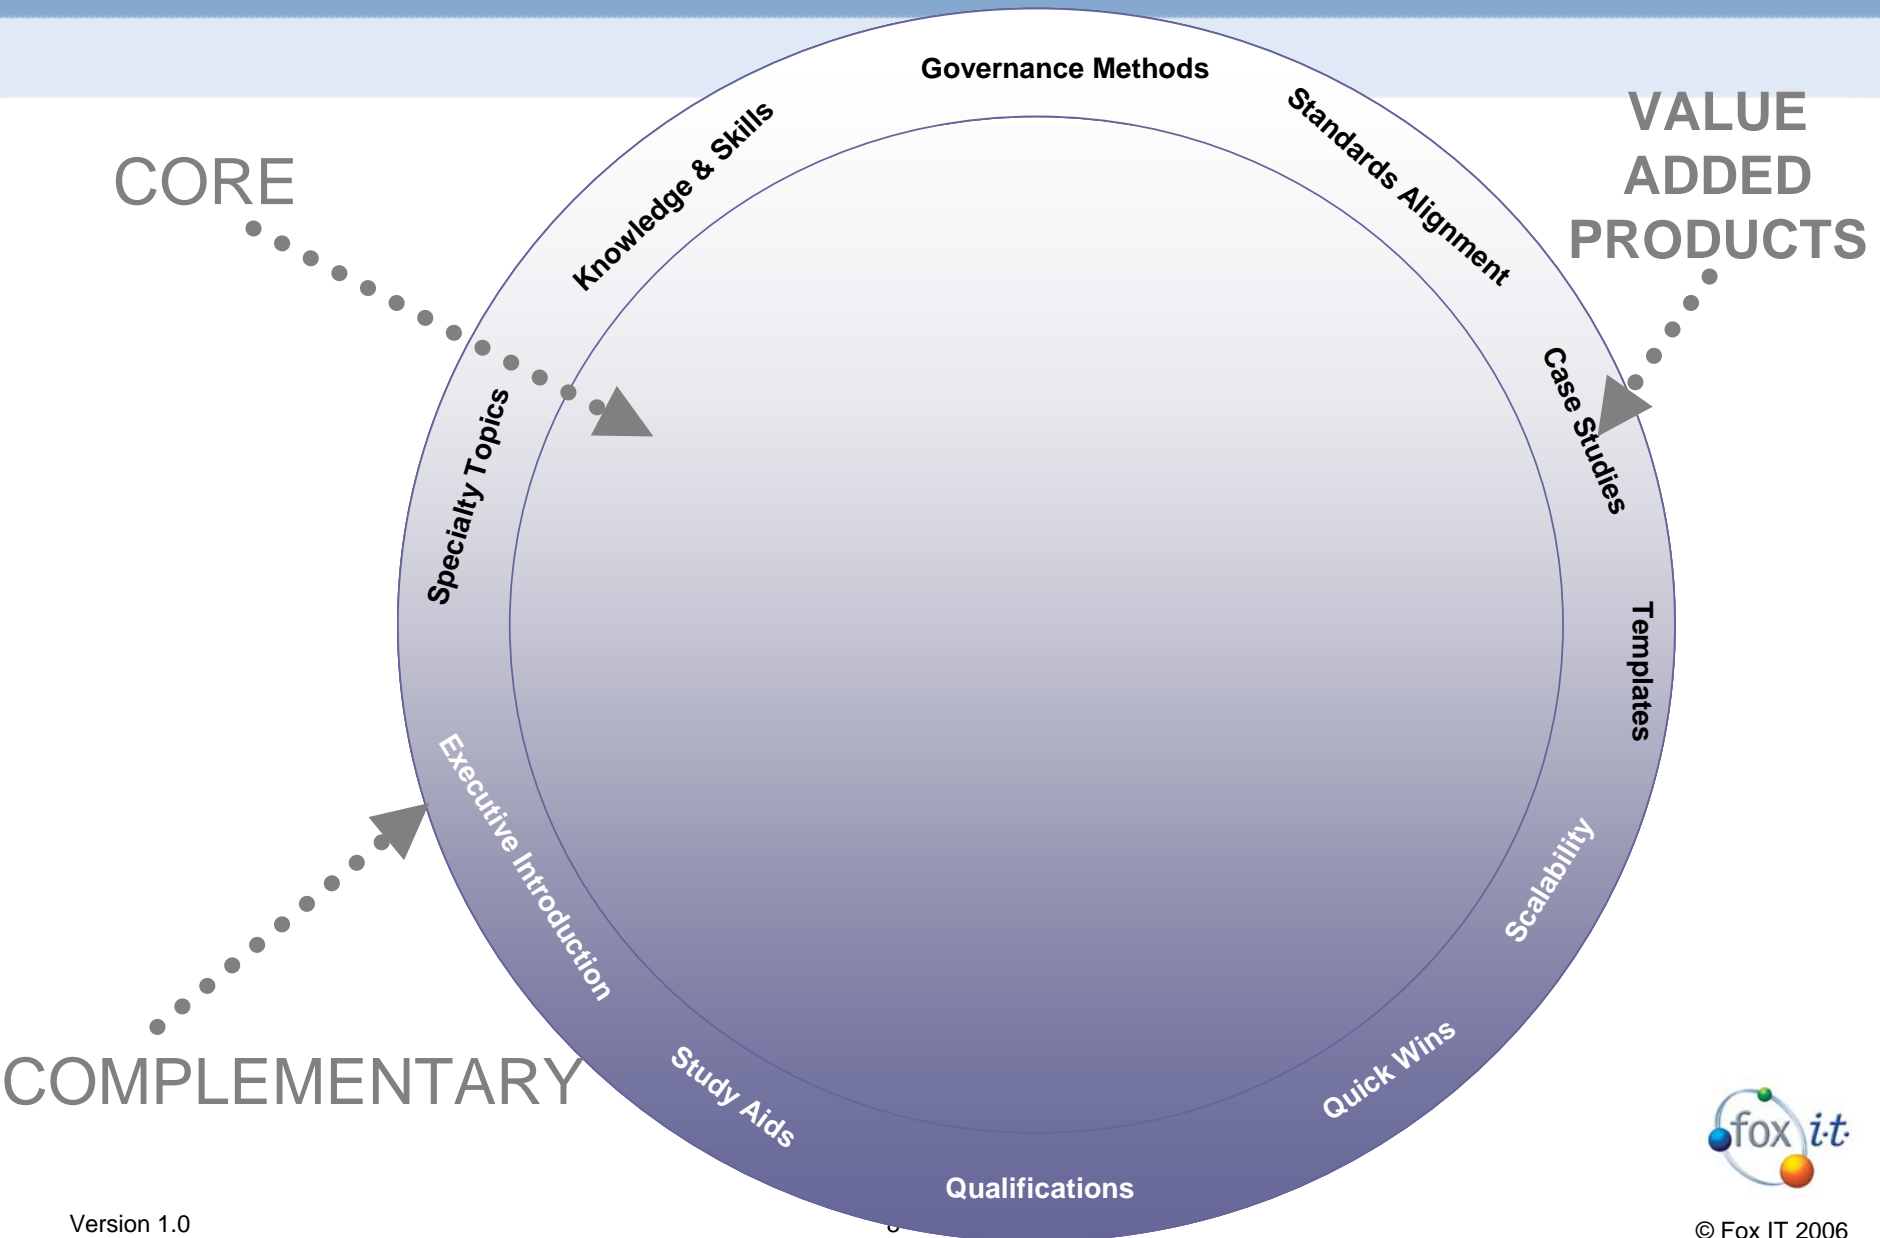 Governance Methods
Knowledge & Skills
Standards Alignment
VALUE
ADDED
PRODUCTS
CORE
Case Studies
Specialty Topics
Templates
Executive Introduction
Scalability
COMPLEMENTARY
Study Aids
Quick Wins
Qualifications
fox i·t·
Version 1.0
© Fox IT 2006